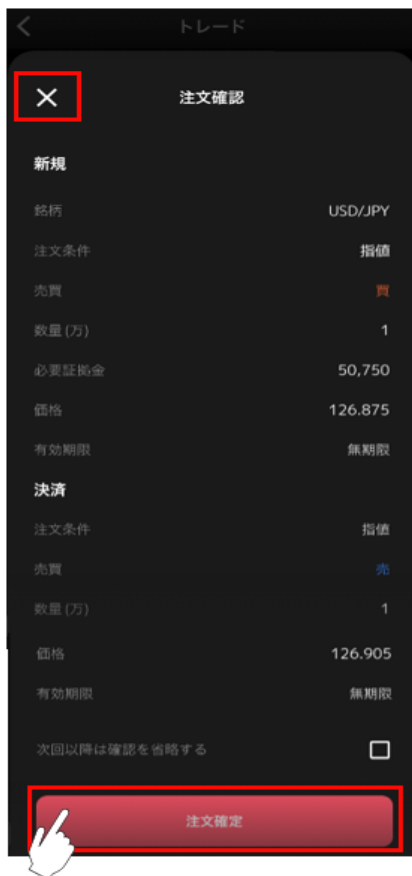 トレード
注文確認
新規
銘柄 USD/JPY
注文条件 指値
売買 買
数量(万) 1
必要証拠金 50,750
価格 126.875
有効期限 無期限
決済
注文条件 指値
売買 売
数量(万) 1
価格 126.905
有効期限 無期限
次回以降は確認を省略する
注文確定